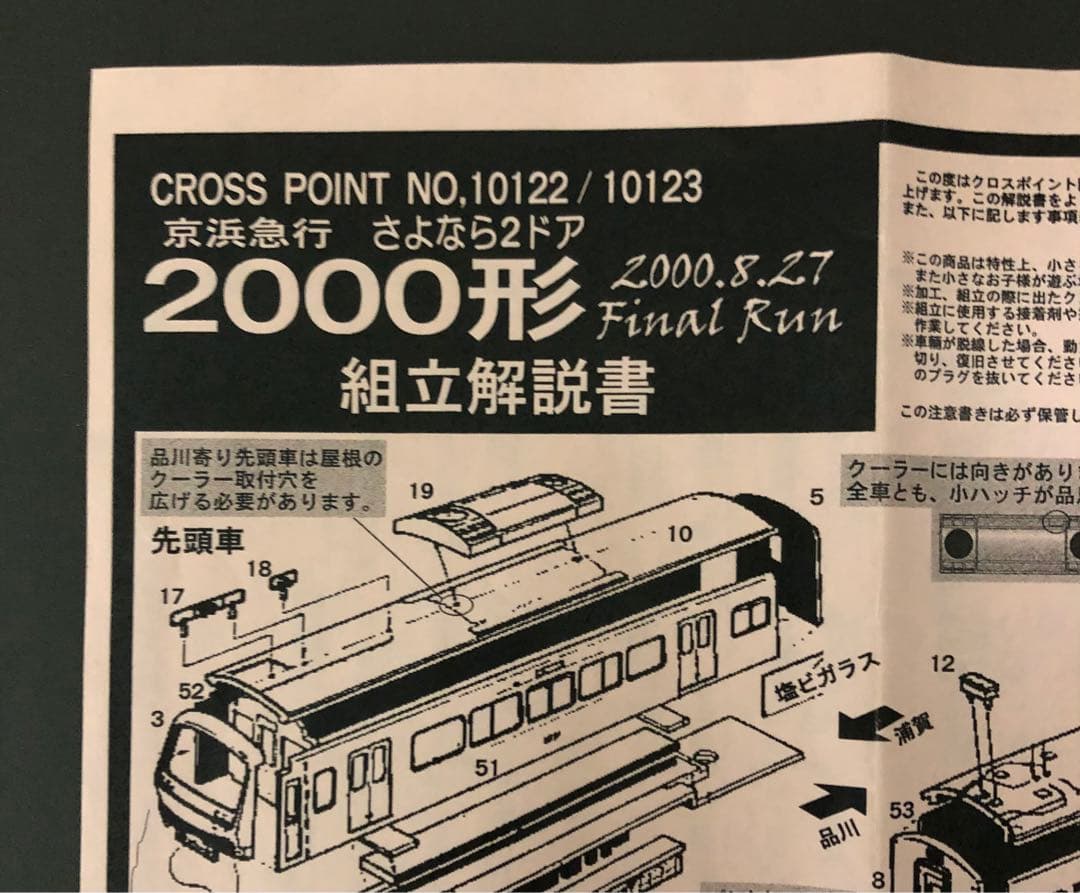 CROSS POINT NO,10122 / 10123
京浜急行 さよなら2ドア
2000形 2000.8.27
Final Run
組立解説書
この度はクロスポイント
上げます。この解説書をよ
また、以下に記します事項
※この商品は特性上、小さ
また小さなお子様が遊ぶ
※加工、組立の際に出たク
※組立に使用する接着剤や
作業してください。
※車輛が脱線した場合、動
切り、復旧させてくださ
のプラグを抜いてくださ
この注意書きは必ず保管し
品川寄り先頭車は屋根の
クーラー取付穴を
広げる必要があります。
クーラーには向きがあり
全車とも、小ハッチが品
先頭車
19
5
10
18
17
52
3
51
塩ビガラス
12
浦賀
品川
53
8